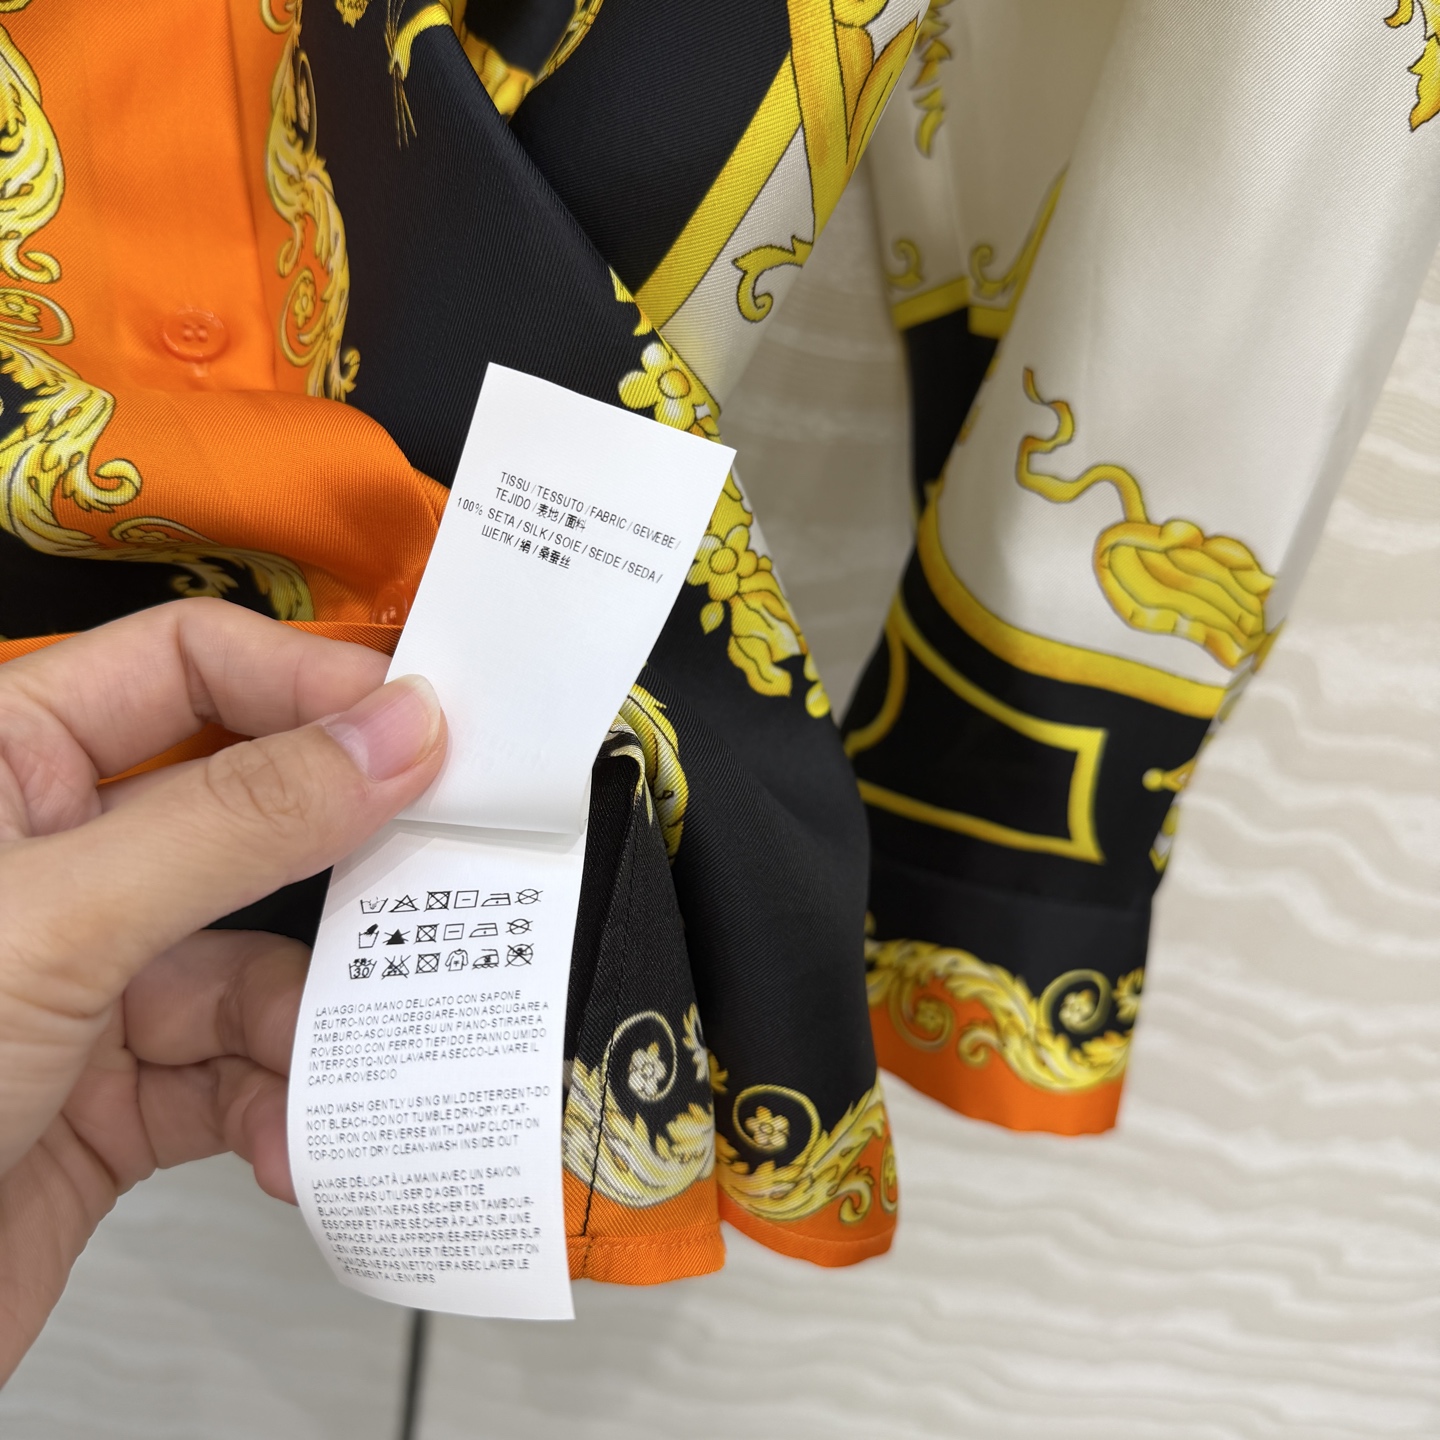 TISSU / TESSUTO / FABRIC / GEWEBE /
TEJIDO / 表地 / 面料
100% SETA / SILK / SOIE / SEIDE / SEDA /
ШЕЛК / 絹 / 桑蚕丝
30
LAVAGGIO A MANO DELICATO CON SAPONE
NEUTRO-NON CANDEGGIARE-NON ASCIUGARE A
TAMBURO-ASCIUGARE SU UN PIANO-STIRARE A
ROVESCIO CON FERRO TIEPIDO E PANNO UMIDO
INTERPOSTO-NON LAVARE A SECCO-LAVARE IL
CAPO A ROVESCIO
HAND WASH GENTLY USING MILD DETERGENT-DO
NOT BLEACH-DO NOT TUMBLE DRY-DRY FLAT-
COOL IRON ON REVERSE WITH DAMP CLOTH ON
TOP-DO NOT DRY CLEAN-WASH INSIDE OUT
LAVAGE DÉLICAT À LA MAIN AVEC UN SAVON
DOUX-NE PAS UTILISER D'AGENT DE
BLANCHIMENT-NE PAS SÉCHER EN TAMBOUR-
ESSORER ET FAIRE SÉCHER À PLAT SUR UNE
SURFACE PLANE APPROPRIÉE-REPASSER SUR
L'ENVERS AVEC UN FER TIÈDE ET UN CHIFFON
HUMIDE-NE PAS NETTOYER A SEC LAVER LE
VÊTEMENT A L'ENVERS